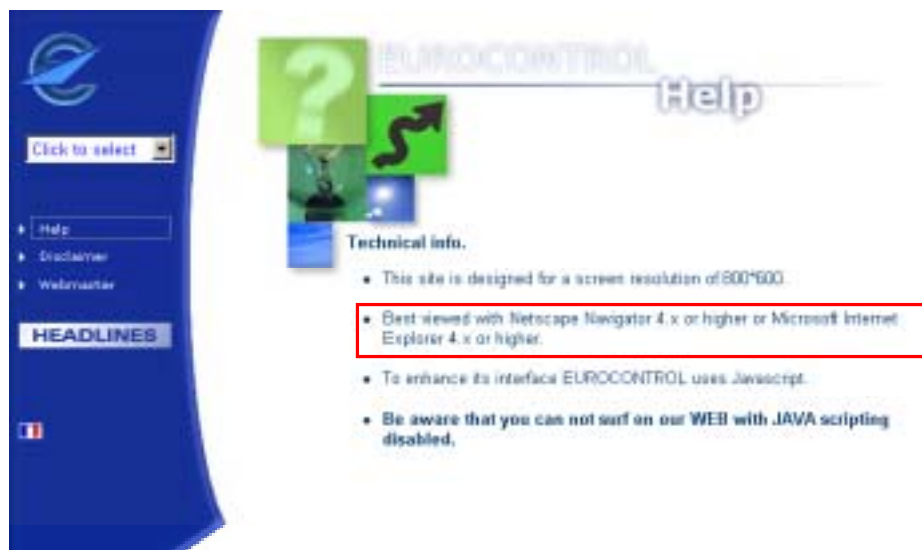 EUROCONTROL
Help
Click to select
Help
Disclaimer
Webmaster
HEADLINES
Technical info.
This site is designed for a screen resolution of 800*600.
Best viewed with Netscape Navigator 4.x or higher or Microsoft Internet
Explorer 4.x or higher.
To enhance its interface EUROCONTROL uses Javascript.
Be aware that you can not surf on our WEB with JAVA scripting
disabled.